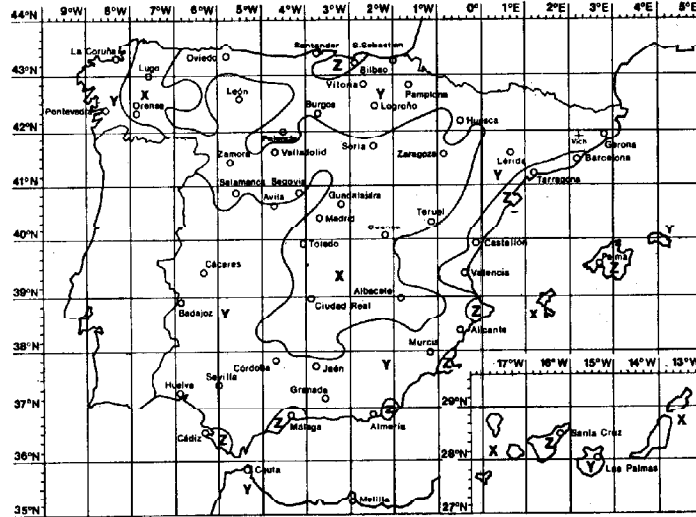 9°W 8°W 7°W 6°W 5°W 4°W 3°W 2°W 1°W 0° 1°E 2°E 3°E 4°E 5°E
44°N
La Coruña Oviedo Santander S.Sebastian
Lugo Z Bilbao
43°N
Vitoria Pamplona
León Y
Y X Orense Burgos Logroño
Pontevedra Huesca
42°N
Vich Gerona
Zamora Valladolid Soria Zaragoza Lérida Barcelona
Y Tarragona
41°N
Salamanca Segovia
Avila Guadalajara Z
Madrid Teruel
40°N
Toledo Castellón Y
Palma
Cáceres Z
X Valencia
39°N
Albacete
Badajoz Y Ciudad Real Z X
Alicante
38°N
Murcia
Córdoba Jaén Y Z
17°W 16°W 15°W 14°W 13°W
Huelva Sevilla
Granada
37°N
29°N
Z Z X
Cádiz Z Málaga Almería Santa Cruz
X Z
36°N
28°N
Ceuta Y Las Palmas
Y
Melilla
35°N
27°N